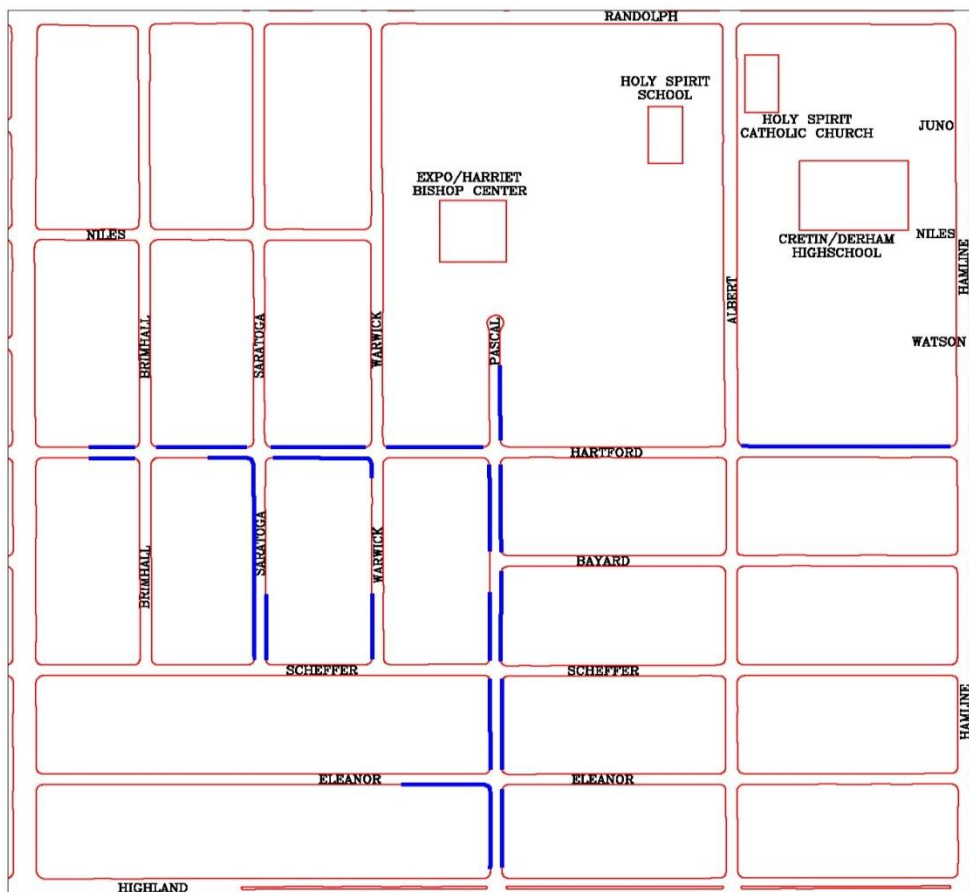 RANDOLPH
HOLY SPIRIT
SCHOOL
HOLY SPIRIT
CATHOLIC CHURCH
JUNO
EXPO/HARRIET
BISHOP CENTER
NILES
CRETIN/DERHAM
HIGHSCHOOL
NILES
HAMLINE
ALBERT
BRIMHALL
SARATOGA
WARWICK
PASCAL
WATSON
HARTFORD
BRIMHALL
SARATOGA
WARWICK
BAYARD
SCHEFFER
SCHEFFER
HAMLINE
ELEANOR
ELEANOR
HIGHLAND